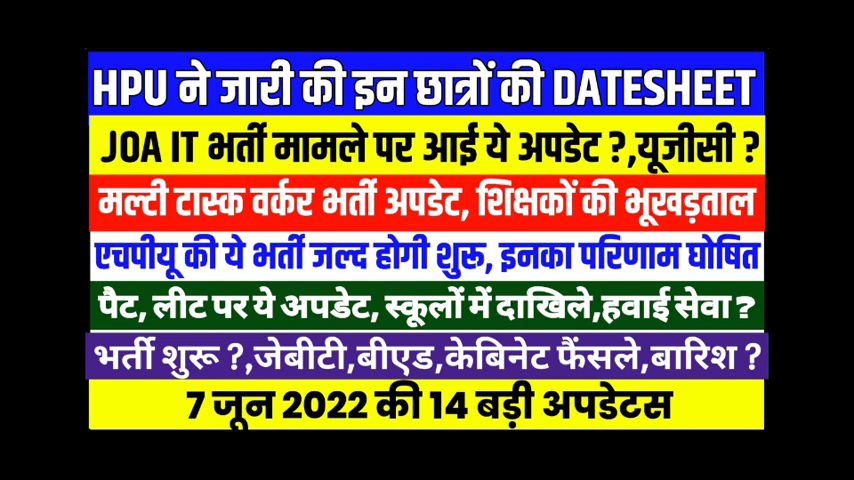 HPU ने जारी की इन छात्रों की DATESHEET
JOA IT भर्ती मामले पर आई ये अपडेट ?,यूजीसी ?
मल्टी टास्क वर्कर भर्ती अपडेट, शिक्षकों की भूखड़ताल
एचपीयू की ये भर्ती जल्द होगी शुरू, इनका परिणाम घोषित
पैट, लीट पर ये अपडेट, स्कूलों में दाखिले,हवाई सेवा ?
भर्ती शुरू ?,जेबीटी,बीएड,केबिनेट फैंसले,बारिश ?
7 जून 2022 की 14 बड़ी अपडेटस